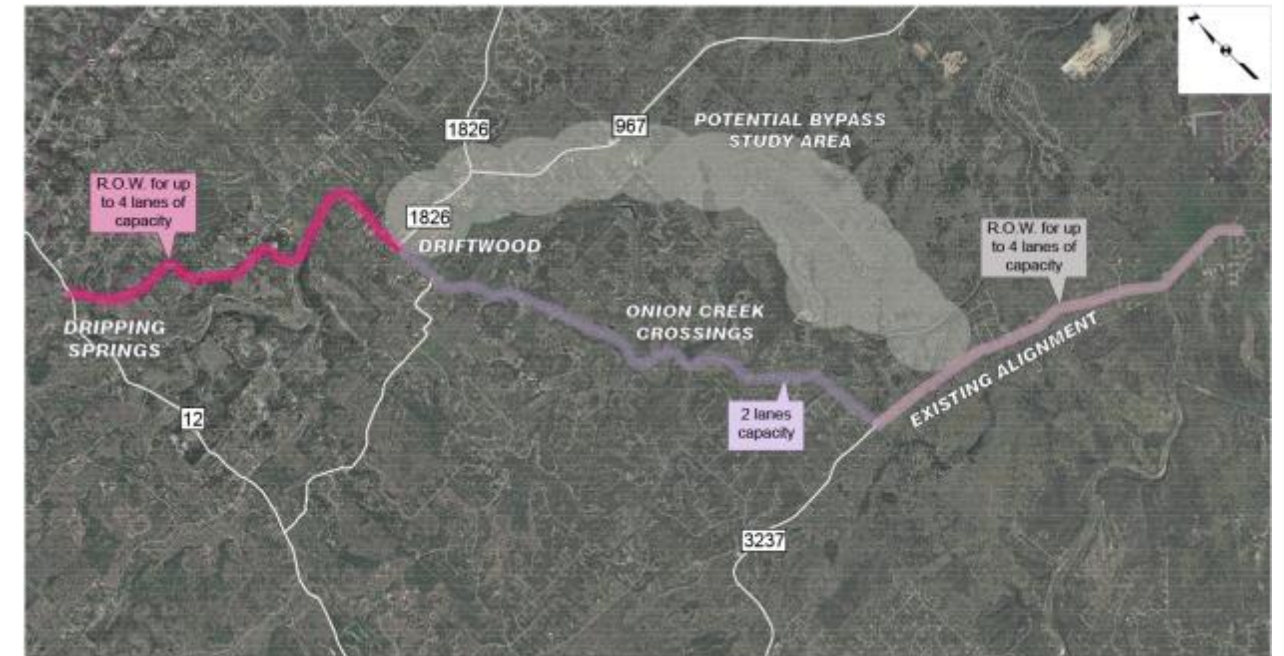 1826
967
POTENTIAL BYPASS
STUDY AREA
R.O.W. for up
to 4 lanes of
capacity
1826
DRIFTWOOD
R.O.W. for up
to 4 lanes of
capacity
ONION CREEK
CROSSINGS
DRIPPING
SPRINGS
EXISTING ALIGNMENT
12
2 lanes
capacity
3237